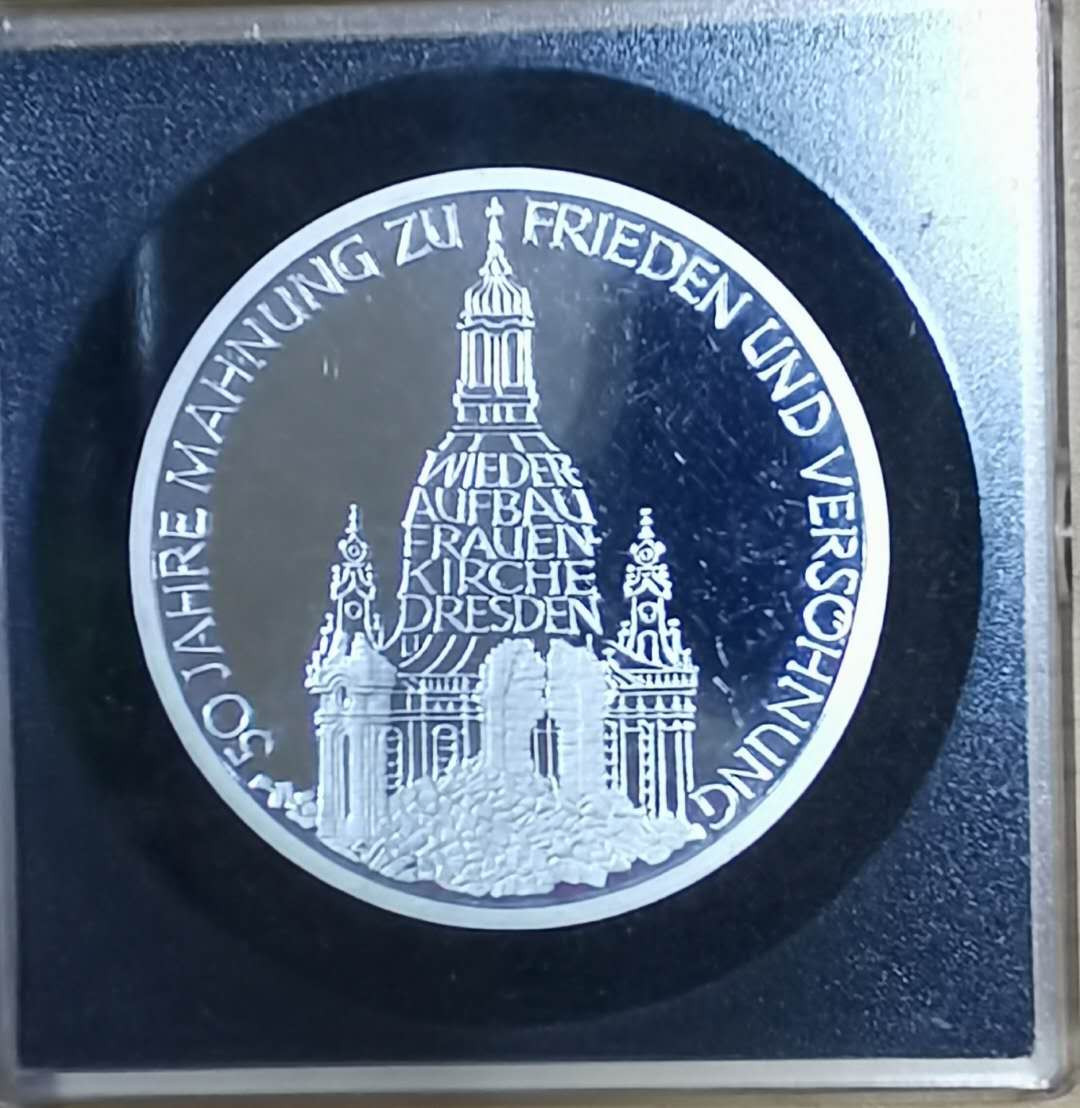 50 JAHRE MAHNUNG ZU FRIEDEN UND VERSÖHNUNG
WIEDER-
AUFBAU
FRAUEN-
KIRCHE
DRESDEN